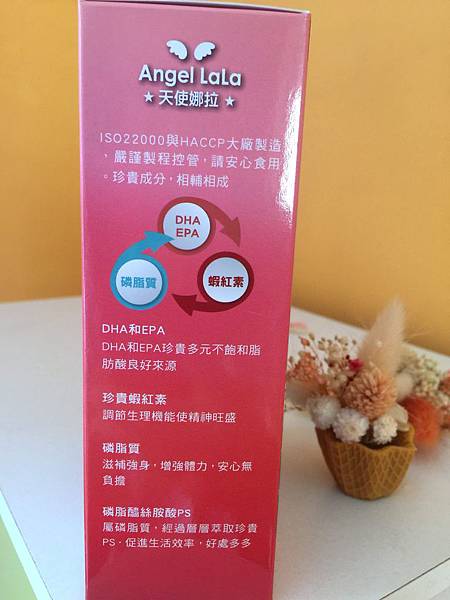 Angel LaLa
★天使娜拉★
ISO22000與HACCP大廠製造
，嚴謹製程控管，請安心食用
。珍貴成分，相輔相成
DHA
EPA
磷脂質
蝦紅素
DHA和EPA
DHA和EPA珍貴多元不飽和脂
肪酸良好來源
珍貴蝦紅素
調節生理機能使精神旺盛
磷脂質
滋補強身，增強體力，安心無
負擔
磷脂醯絲胺酸PS
屬磷脂質，經過層層萃取珍貴
PS，促進生活效率，好處多多